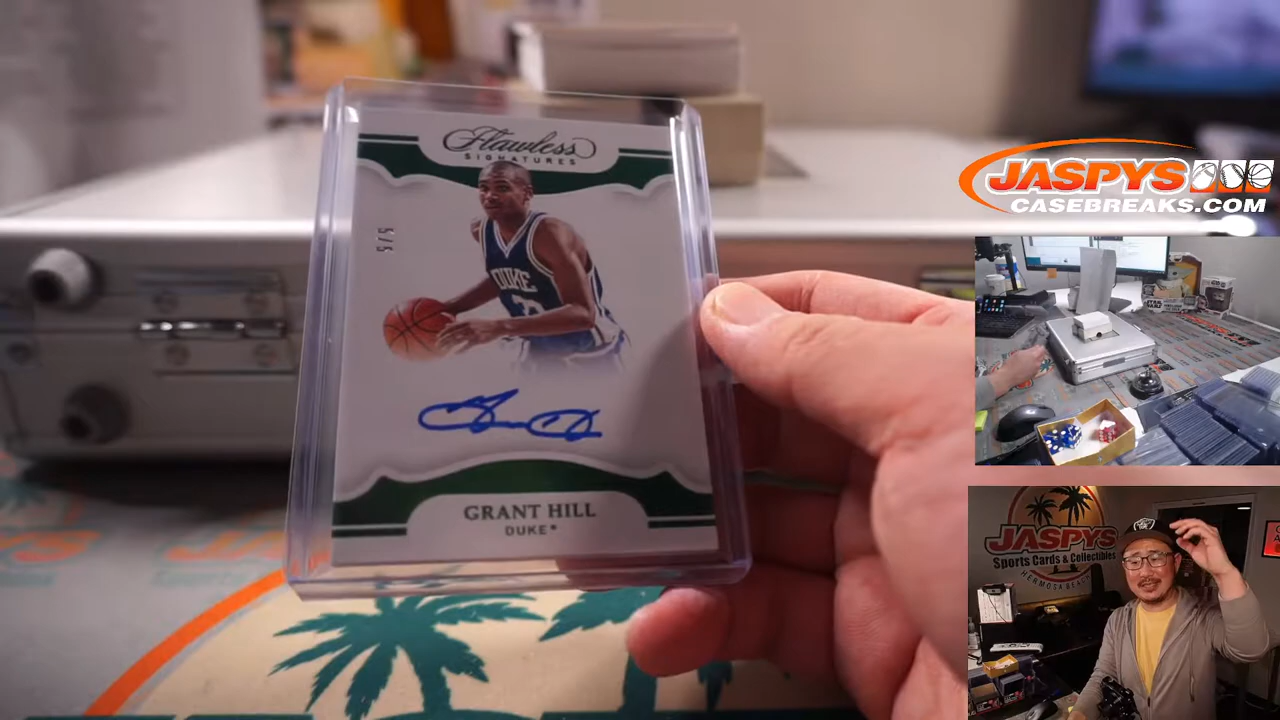 Flawless
SIGNATURES
5/5
DUKE
GRANT HILL
DUKE
JASPYS
CASEBREAKS.COM
JASPYS
Sports Cards & Collectibles
HERMOSA BEACH